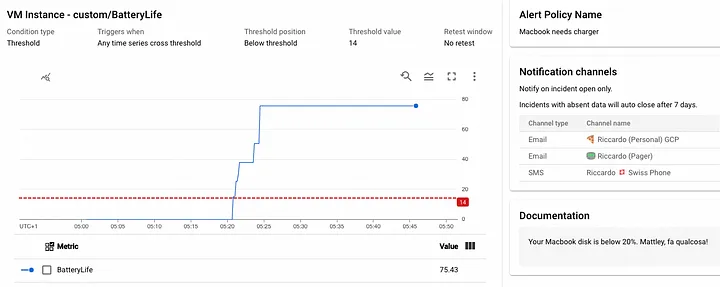 VM Instance - custom/BatteryLife
Condition type Triggers when Threshold position Threshold value Retest window
Threshold Any time series cross threshold Below threshold 14 No retest
80
60
40
20
14
0
UTC+1 05:00 05:05 05:10 05:15 05:20 05:25 05:30 05:35 05:40 05:45 05:50
Metric Value
BatteryLife 75.43
Alert Policy Name
Macbook needs charger
Notification channels
Notify on incident open only.
Incidents with absent data will auto close after 7 days.
Channel type Channel name
Email 🍕 Riccardo (Personal) GCP
Email Riccardo (Pager)
SMS Riccardo 🇨🇭 Swiss Phone
Documentation
Your Macbook disk is below 20%. Mattley, fa qualcosa!